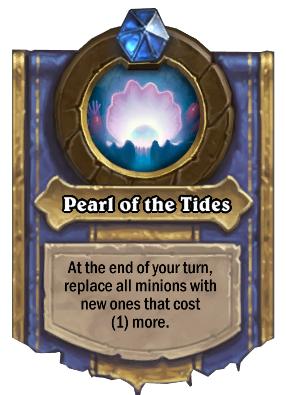 Pearl of the Tides
At the end of your turn,
replace all minions with
new ones that cost
(1) more.